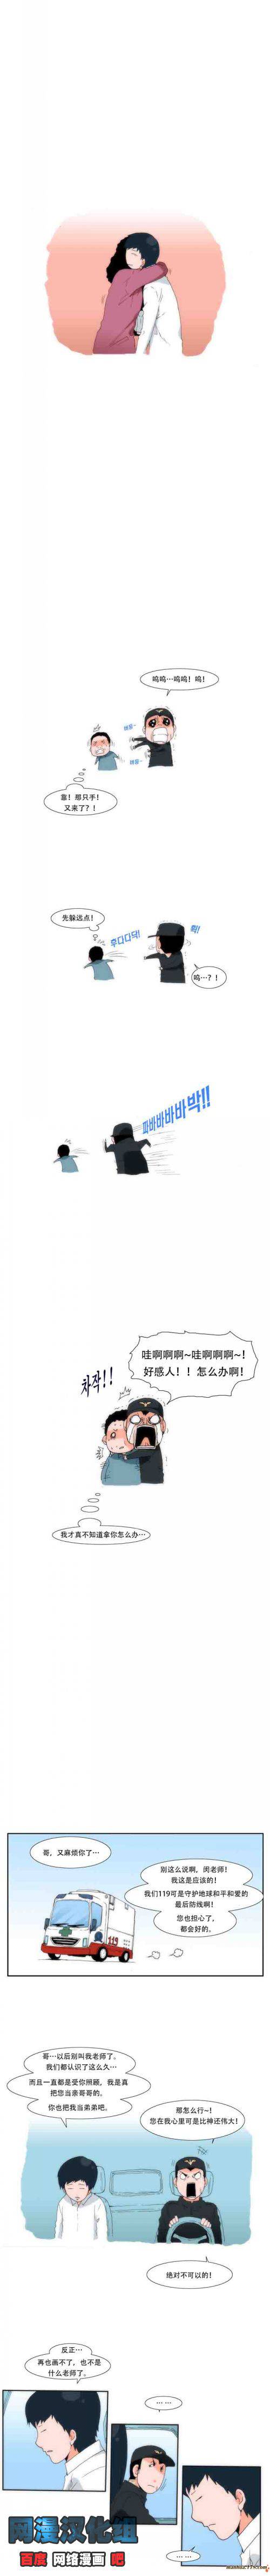 呜呜…呜呜！呜！
버둥~
버둥~
靠！那只手！
又来了？！
先躲远点！
후다다닥!
휙!
呜…？！
파바바바바박!!
哇啊啊啊~哇啊啊啊~！
好感人！！怎么办啊！
차작!!
我才真不知道拿你怎么办…
哥，又麻烦你了…
别这么说啊，闵老师！
我这是应该的！
我们119可是守护地球和平和爱的
最后防线啊！
您也担心了，
都会好的。
119
哥…以后别叫我老师了。
我们都认识了这么久…
而且一直都是受你照顾，我是真
把您当亲哥哥的。
你也把我当弟弟吧。
那怎么行~！
您在我心里可是比神还伟大！
绝对不可以的！
反正…
再也画不了，也不是
什么老师了。
……
……
网漫汉化组
百度 网络漫画 吧